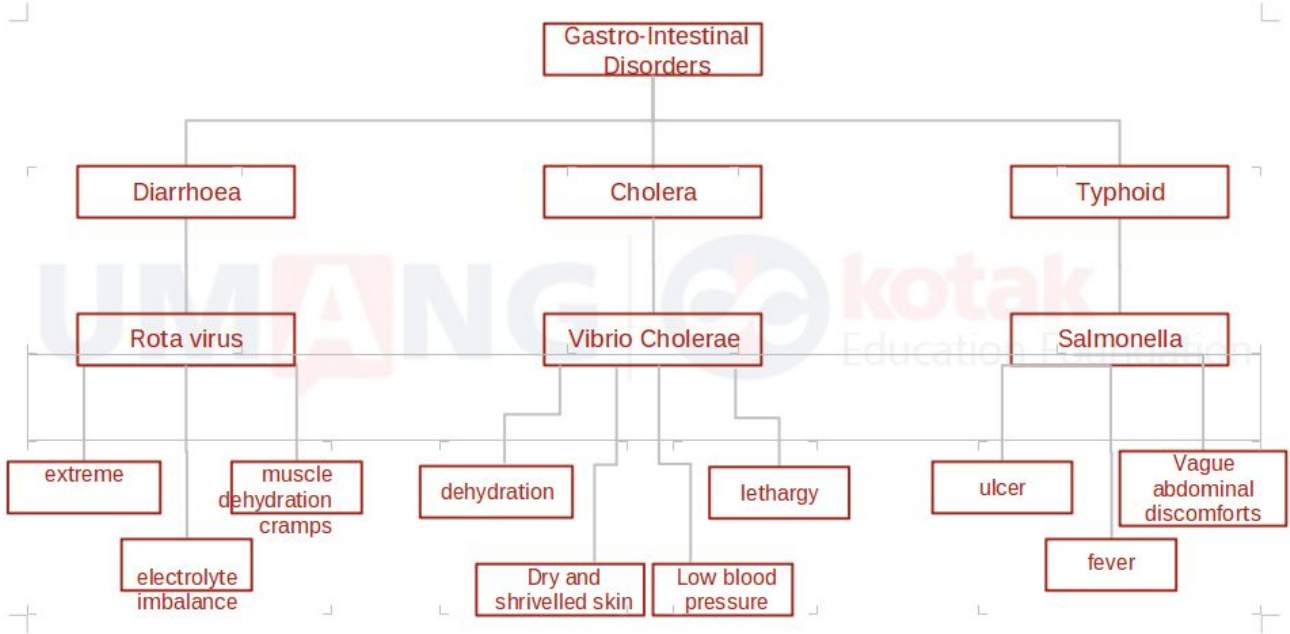 Gastro-Intestinal
Disorders
Diarrhoea
Cholera
Typhoid
UMANG
kotak
Education Foundation
Rota virus
Vibrio Cholerae
Salmonella
extreme
muscle
dehydration
cramps
electrolyte
imbalance
dehydration
Dry and
shrivelled skin
Low blood
pressure
lethargy
ulcer
fever
Vague
abdominal
discomforts